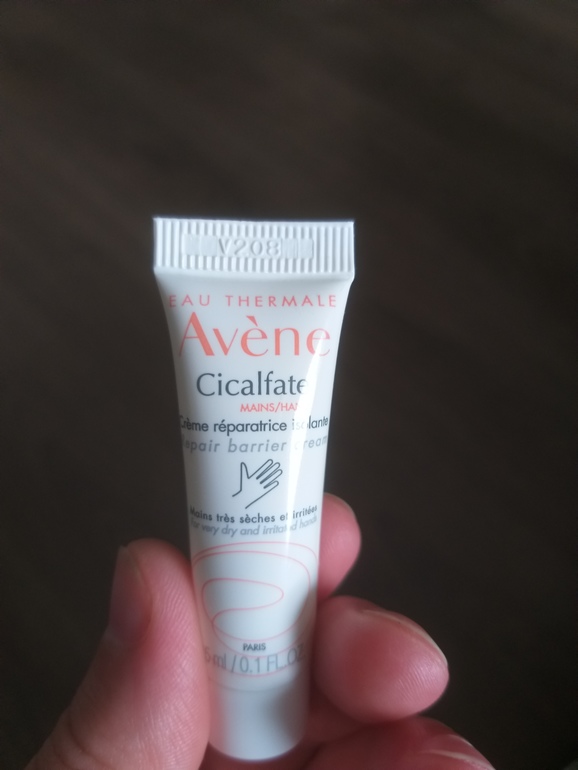 V208
EAU THERMALE
Avène
Cicalfate
MAINS/HA
Crème réparatrice isolante
epair barrier cream
Mains très sèches et irritées
For very dry and irritated hands
PARIS
5 ml / 0.1 FL.OZ